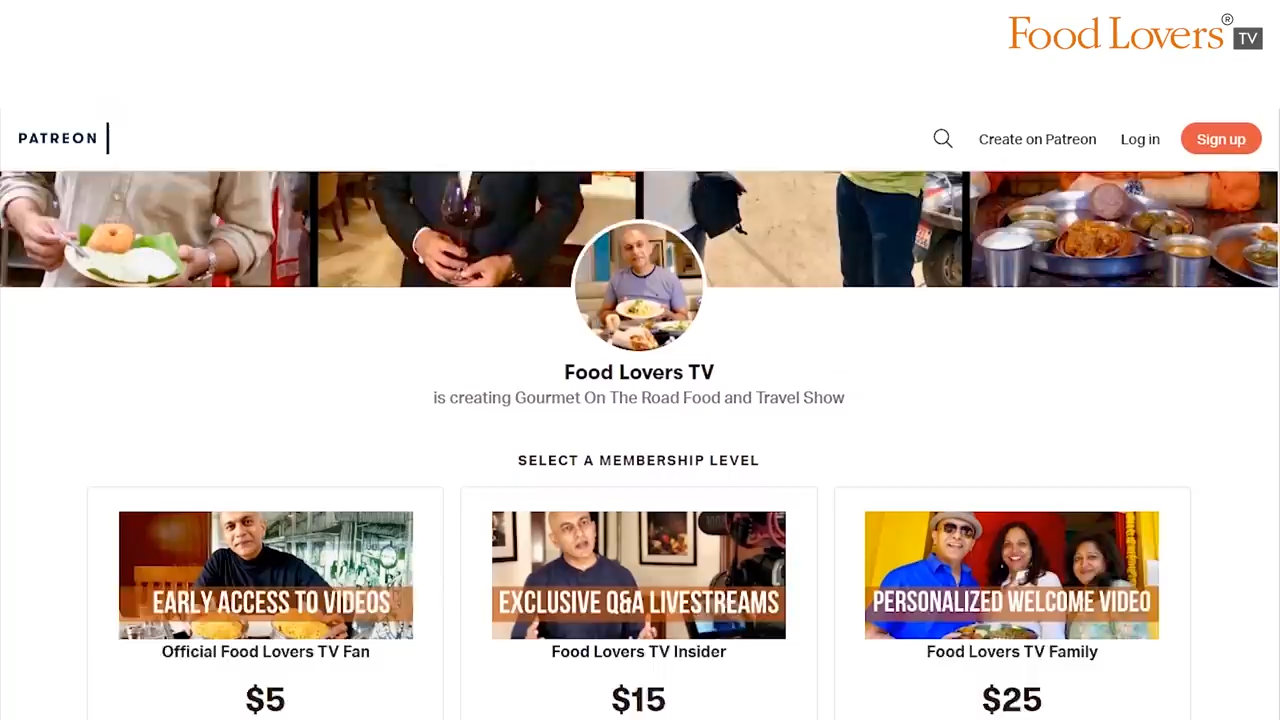 Food Lovers® TV
PATREON
Create on Patreon
Log in
Sign up
Food Lovers TV
is creating Gourmet On The Road Food and Travel Show
SELECT A MEMBERSHIP LEVEL
EARLY ACCESS TO VIDEOS
Official Food Lovers TV Fan
$5
EXCLUSIVE Q&A LIVESTREAMS
Food Lovers TV Insider
$15
PERSONALIZED WELCOME VIDEO
Food Lovers TV Family
$25